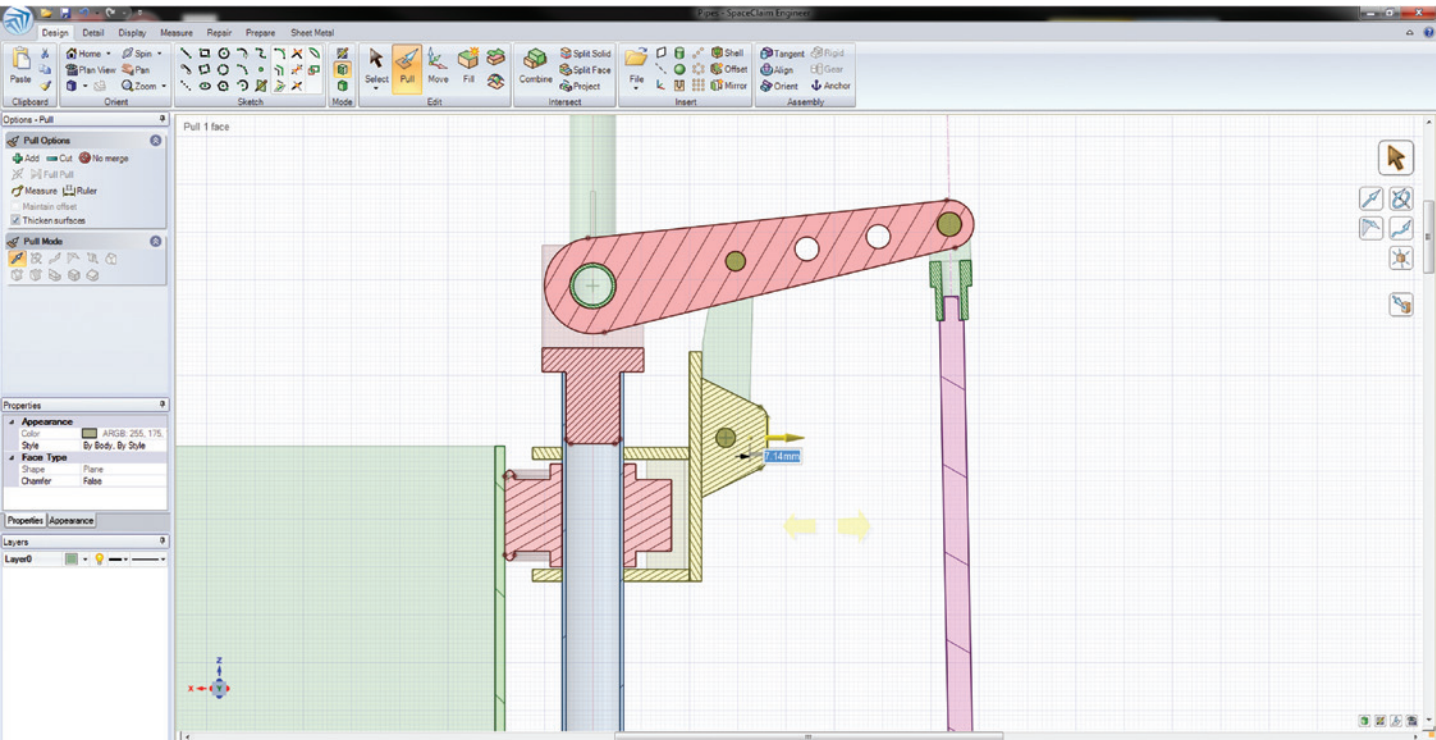 Pipes - SpaceClaim Engineer
Design Detail Display Measure Repair Prepare Sheet Metal
Paste
Home Spin
Plan View Pan
Zoom
Select Pull Move Fill
Combine
Split Solid
Split Face
Project
File
Shell
Offset
Mirror
Tangent Rigid
Align Gear
Orient Anchor
Clipboard Orient Sketch Mode Edit Intersect Insert Assembly
Options - Pull
Pull 1 face
Pull Options
Add Cut No merge
Full Pull
Measure Ruler
Maintain offset
Thicken surfaces
Pull Mode
7.14mm
Properties
Appearance
Color ARGB: 255, 175,
Style By Body, By Style
Face Type
Shape Plane
Chamfer False
Properties Appearance
Layers
Layer0
Z
X Y